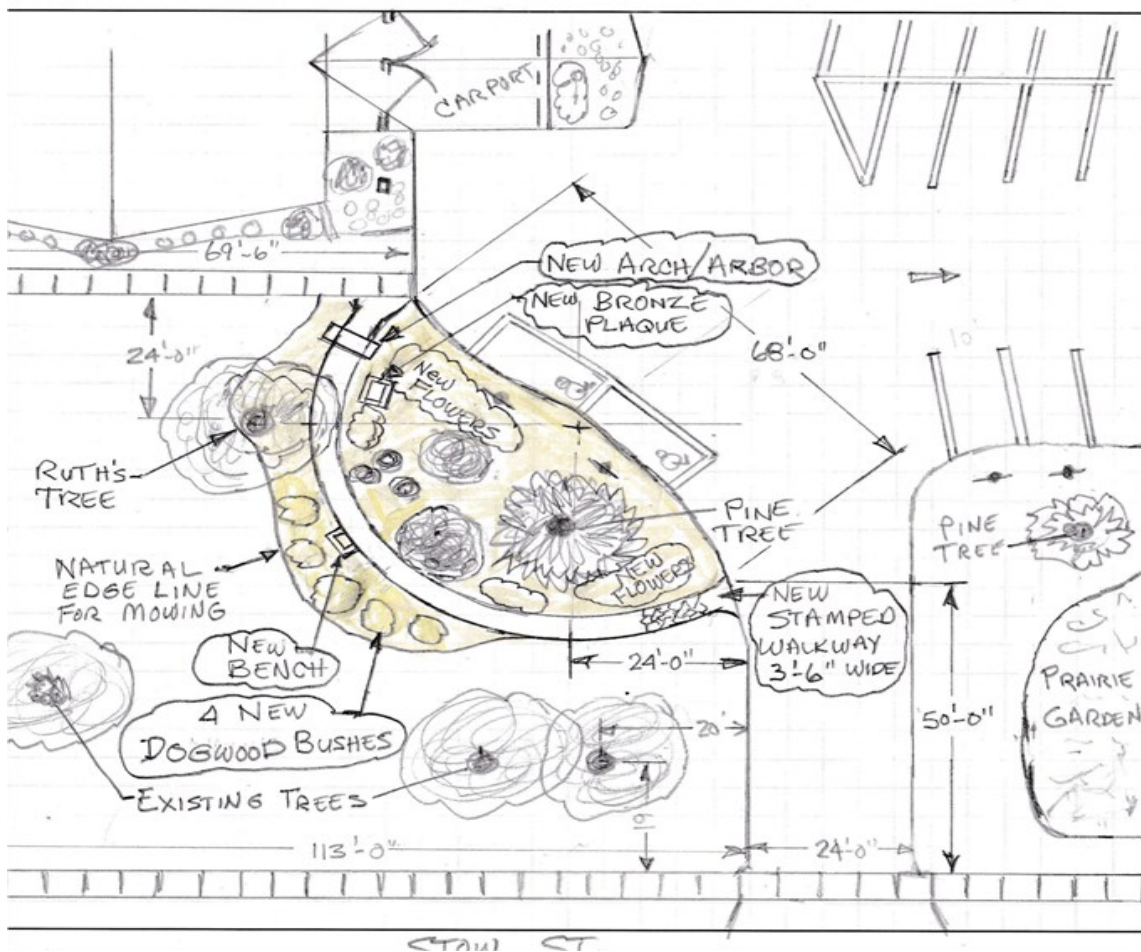 CARPORT
69'-6"
NEW ARCH/ARBOR
NEW BRONZE
PLAQUE
24'-0"
NEW
FLOWERS
68'-0"
10'
RUTH'S
TREE
PINE
TREE
PINE
TREE
NATURAL
EDGE LINE
FOR MOWING
NEW
FLOWERS
NEW
STAMPED
WALKWAY
3'-6" WIDE
NEW
BENCH
24'-0"
PRAIRIE
GARDEN
50'-0"
4 NEW
DOGWOOD BUSHES
20'
EXISTING TREES
113'-0"
24'-0"
STOW ST.